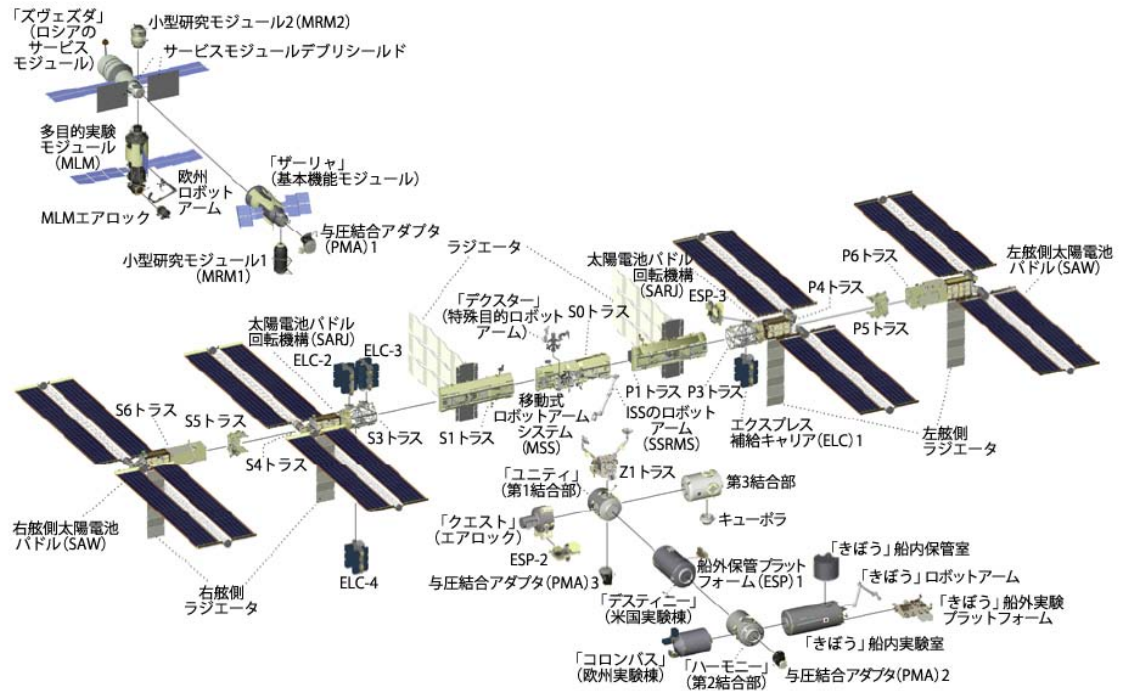 「ズヴェズダ」
(ロシアの
サービス
モジュール)
小型研究モジュール2(MRM2)
サービスモジュールデブリシールド
多目的実験
モジュール
(MLM)
欧州
ロボット
アーム
MLMエアロック
「ザーリャ」
(基本機能モジュール)
与圧結合アダプタ
(PMA)1
小型研究モジュール1
(MRM1)
ラジエータ
「デクスター」
(特殊目的ロボット
アーム)
S0トラス
太陽電池パドル
回転機構
(SARJ)
ESP-3
P6トラス
P4トラス
左舷側太陽電池
パドル(SAW)
P5トラス
太陽電池パドル
回転機構(SARJ)
ELC-2
ELC-3
S6トラス
S5トラス
S4トラス
S3トラス
S1トラス
移動式
ロボットアーム
システム
(MSS)
P1トラス
ISSのロボット
アーム
(SSRMS)
P3トラス
エクスプレス
補給キャリア(ELC)1
左舷側
ラジエータ
右舷側太陽電池
パドル(SAW)
右舷側
ラジエータ
ELC-4
Z1トラス
「ユニティ」
(第1結合部)
第3結合部
キューポラ
「クエスト」
(エアロック)
ESP-2
与圧結合アダプタ(PMA)3
船外保管プラット
フォーム(ESP)1
「デスティニー」
(米国実験棟)
「きぼう」船内保管室
「きぼう」ロボットアーム
「きぼう」船外実験
プラットフォーム
「きぼう」船内実験室
「コロンバス」
(欧州実験棟)
「ハーモニー」
(第2結合部)
与圧結合アダプタ(PMA)2